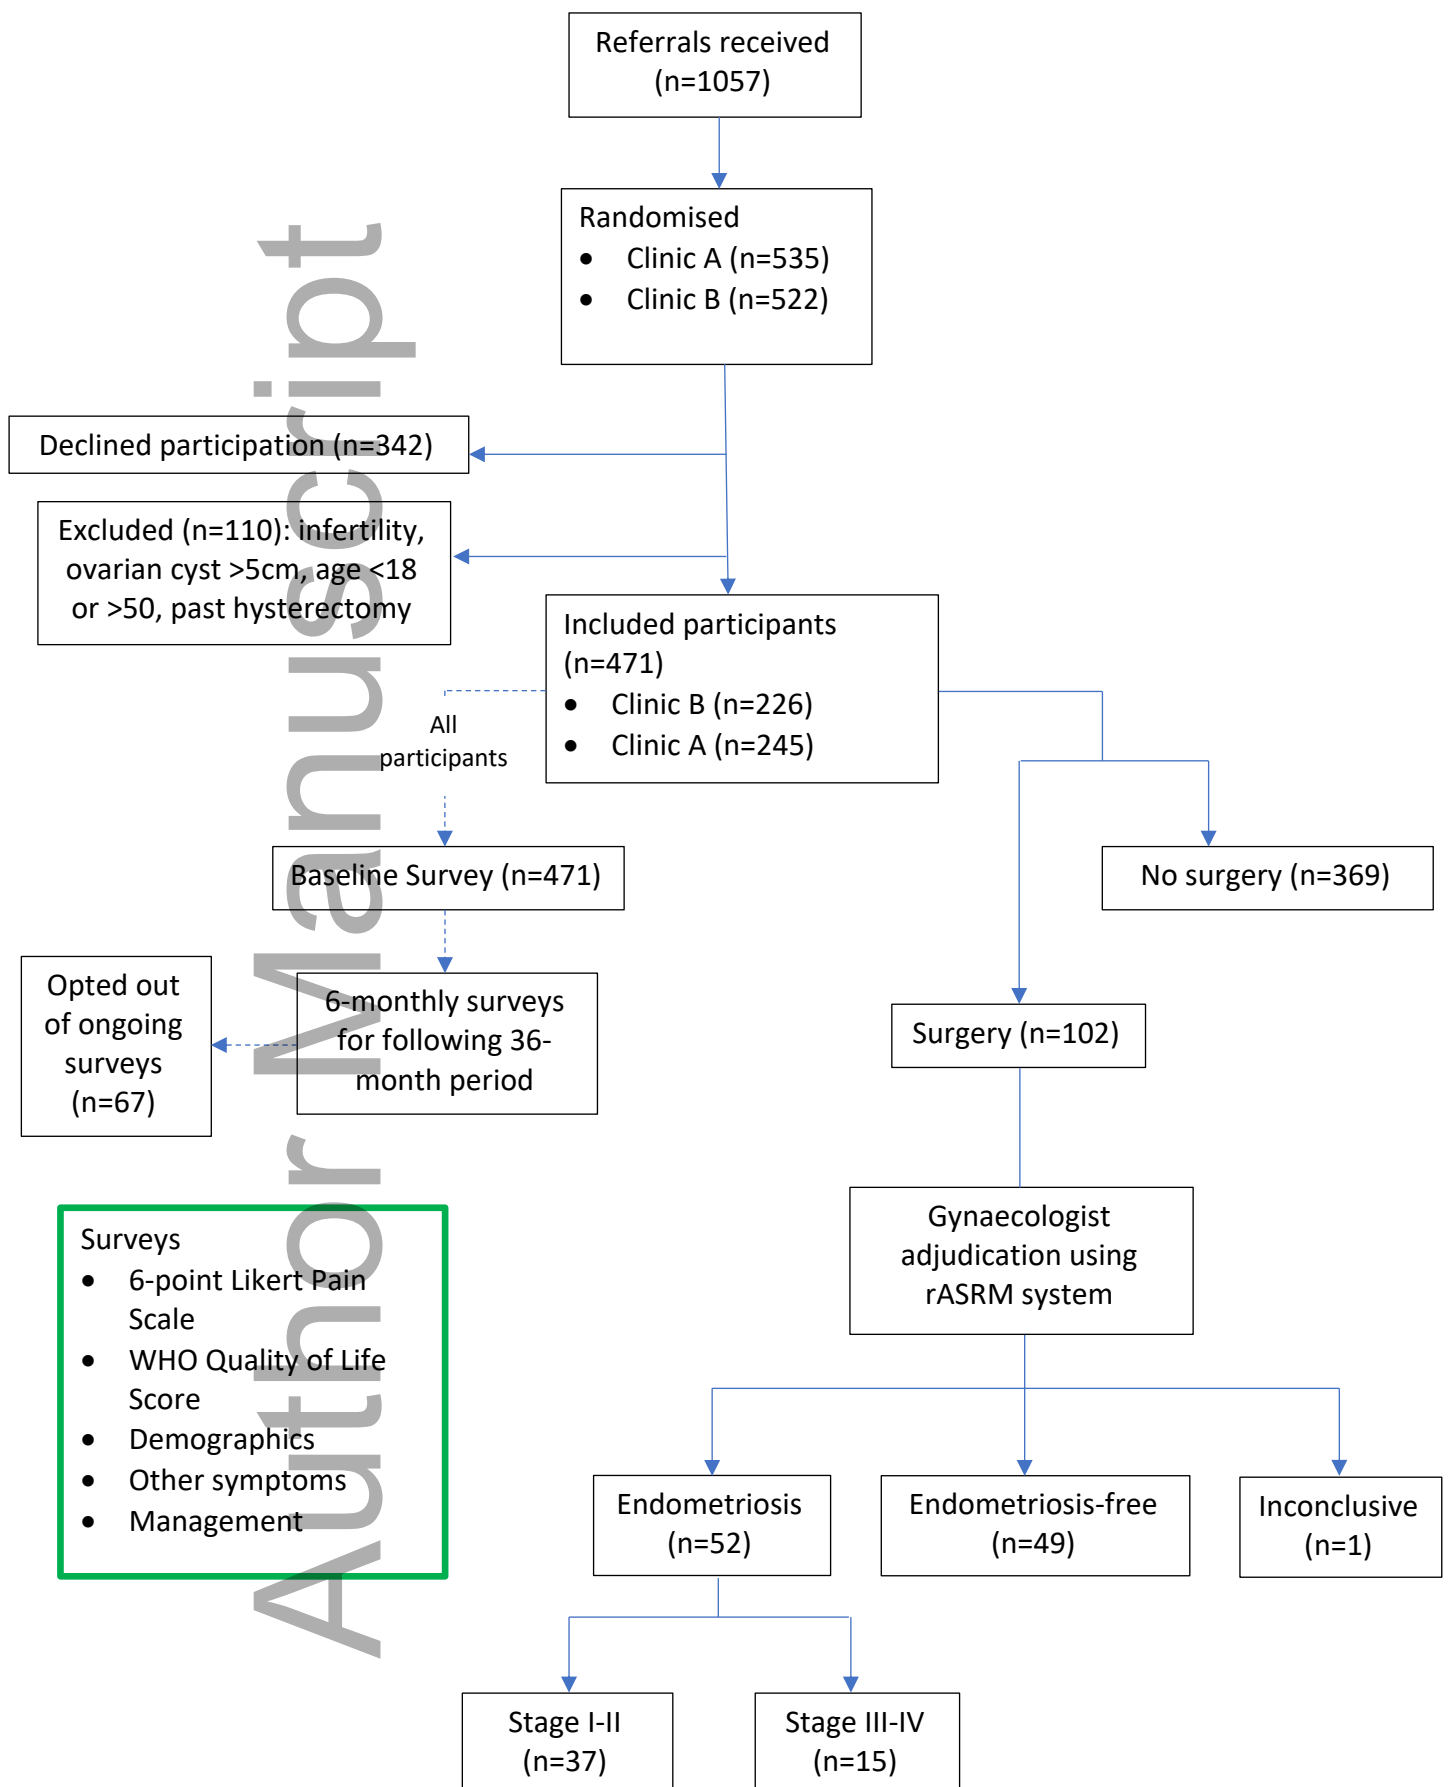 Referrals received
(n=1057)
Randomised
• Clinic A (n=535)
• Clinic B (n=522)
Declined participation (n=342)
Excluded (n=110): infertility,
ovarian cyst >5cm, age <18
or >50, past hysterectomy
Included participants
(n=471)
• Clinic B (n=226)
• Clinic A (n=245)
All
participants
Baseline Survey (n=471)
No surgery (n=369)
Opted out
of ongoing
surveys
(n=67)
6-monthly surveys
for following 36-
month period
Surgery (n=102)
Gynaecologist
adjudication using
rASRM system
Surveys
• 6-point Likert Pain
Scale
• WHO Quality of Life
Score
• Demographics
• Other symptoms
• Management
Endometriosis
(n=52)
Endometriosis-free
(n=49)
Inconclusive
(n=1)
Stage I-II
(n=37)
Stage III-IV
(n=15)
Author Manuscript